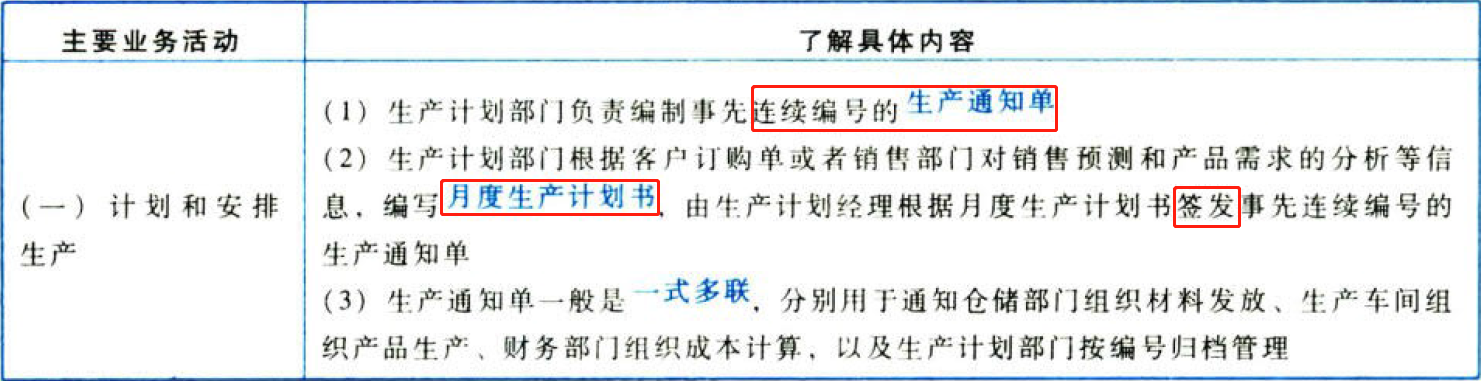 主要业务活动
了解具体内容
(一) 计划和安排
生产
(1) 生产计划部门负责编制事先连续编号的生产通知单
(2) 生产计划部门根据客户订购单或者销售部门对销售预测和产品需求的分析等信
息，编写月度生产计划书，由生产计划经理根据月度生产计划书签发事先连续编号的
生产通知单
(3) 生产通知单一般是一式多联，分别用于通知仓储部门组织材料发放、生产车间组
织产品生产、财务部门组织成本计算，以及生产计划部门按编号归档管理